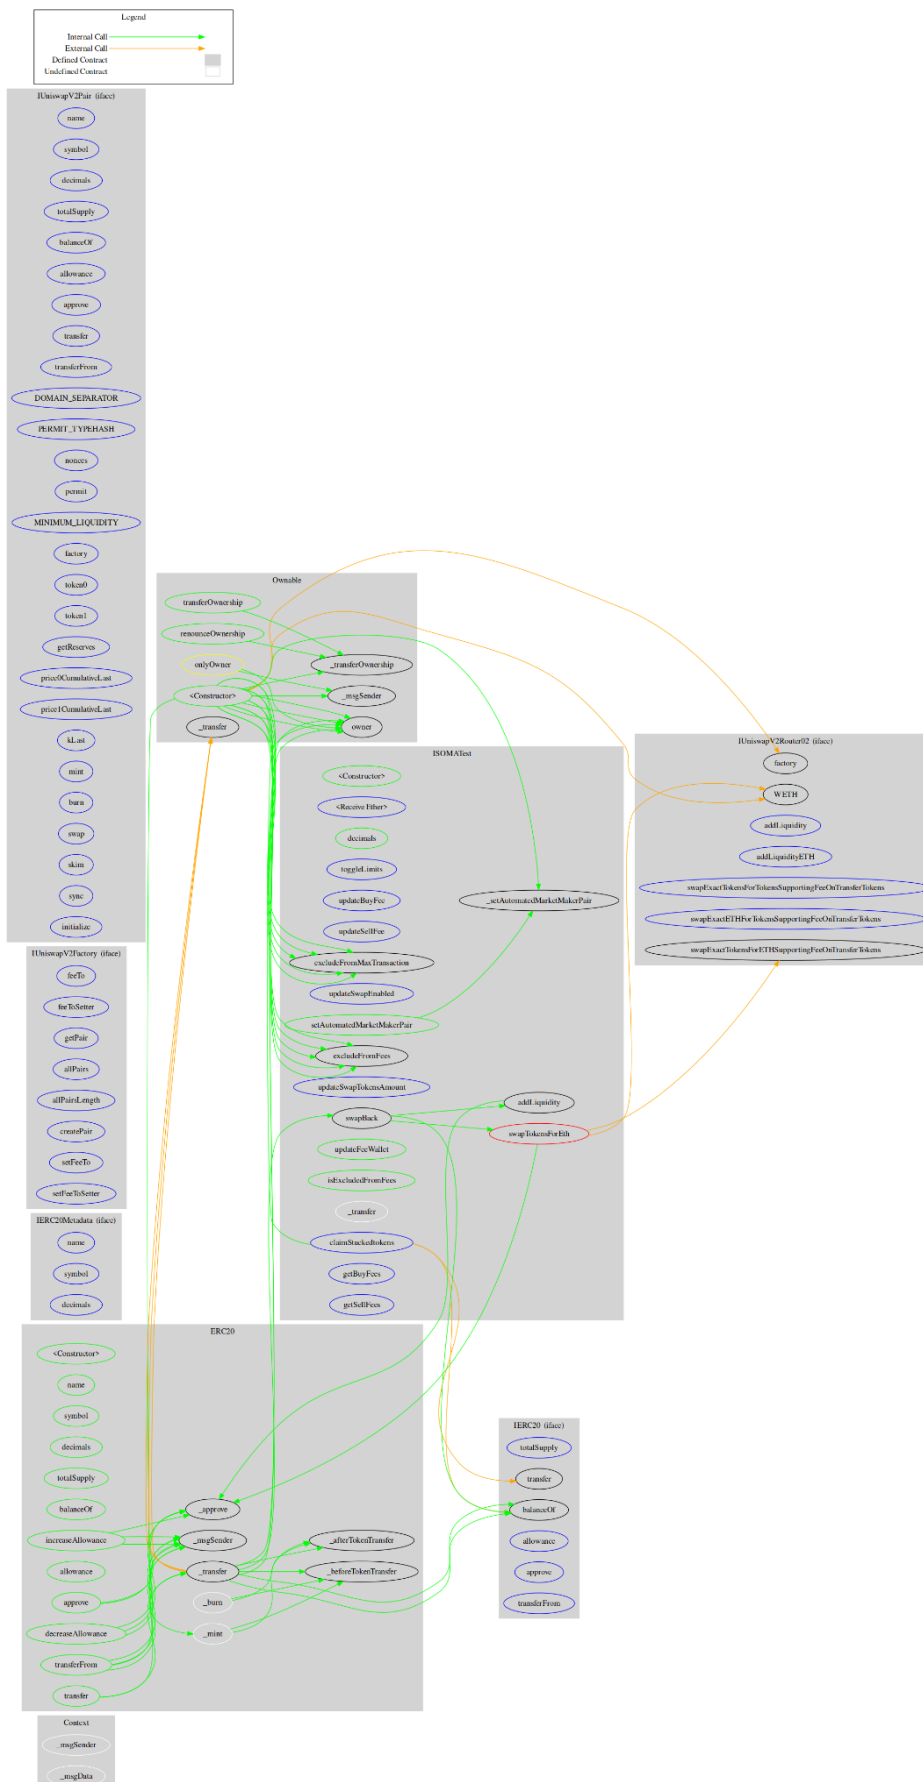 Legend
Internal Call
External Call
Defined Contract
Undefined Contract
IUniswapV2Pair (iface)
name
symbol
decimals
totalSupply
balanceOf
allowance
approve
transfer
transferFrom
DOMAIN_SEPARATOR
PERMIT_TYPEHASH
nonces
permit
MINIMUM_LIQUIDITY
factory
token0
token1
getReserves
price0CumulativeLast
price1CumulativeLast
kLast
mint
burn
swap
skim
sync
initialize
IUniswapV2Factory (iface)
feeTo
feeToSetter
getPair
allPairs
allPairsLength
createPair
setFeeTo
setFeeToSetter
IERC20Metadata (iface)
name
symbol
decimals
Ownable
transferOwnership
renounceOwnership
onlyOwner
<Constructor>
_transfer
_transferOwnership
_msgSender
owner
ISOMATest
<Constructor>
<Receive Ether>
decimals
toggleLimits
updateBuyFee
updateSellFee
excludeFromMaxTransaction
updateSwapEnabled
setAutomatedMarketMakerPair
excludeFromFees
updateSwapTokensAmount
swapBack
updateFeeWallet
isExcludedFromFees
_transfer
claimStuckedtokens
getBuyFees
getSellFees
_setAutomatedMarketMakerPair
addLiquidity
swapTokensForEth
IUniswapV2Router02 (iface)
factory
WETH
addLiquidity
addLiquidityETH
swapExactTokensForTokensSupportingFeeOnTransferTokens
swapExactETHForTokensSupportingFeeOnTransferTokens
swapExactTokensForETHSupportingFeeOnTransferTokens
ERC20
<Constructor>
name
symbol
decimals
totalSupply
balanceOf
increaseAllowance
allowance
approve
decreaseAllowance
transferFrom
transfer
_approve
_msgSender
_transfer
_burn
_mint
_afterTokenTransfer
_beforeTokenTransfer
IERC20 (iface)
totalSupply
transfer
balanceOf
allowance
approve
transferFrom
Context
_msgSender
_msgData